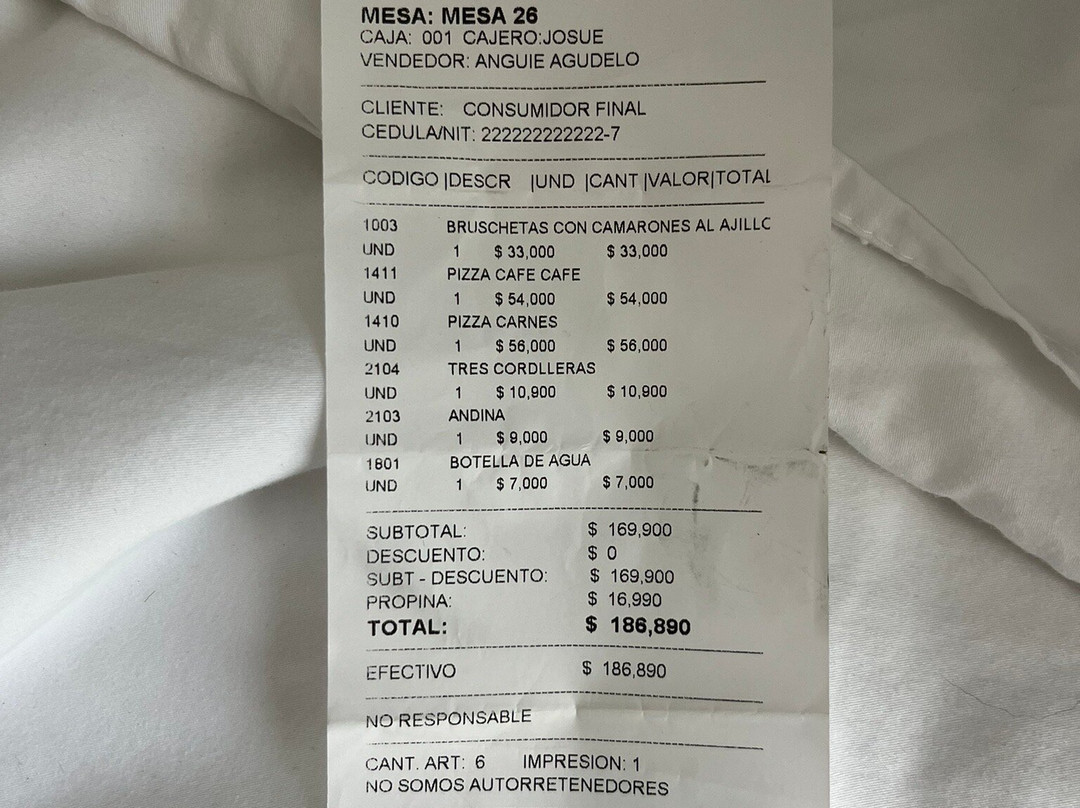 MESA: MESA 26
CAJA: 001 CAJERO:JOSUE
VENDEDOR: ANGUIE AGUDELO
CLIENTE: CONSUMIDOR FINAL
CEDULA/NIT: 222222222222-7
CODIGO |DESCR |UND |CANT |VALOR|TOTAL
1003 BRUSCHETAS CON CAMARONES AL AJILLO
UND 1 $ 33,000 $ 33,000
1411 PIZZA CAFE CAFE
UND 1 $ 54,000 $ 54,000
1410 PIZZA CARNES
UND 1 $ 56,000 $ 56,000
2104 TRES CORDLLERAS
UND 1 $ 10,900 $ 10,900
2103 ANDINA
UND 1 $ 9,000 $ 9,000
1801 BOTELLA DE AGUA
UND 1 $ 7,000 $ 7,000
SUBTOTAL: $ 169,900
DESCUENTO: $ 0
SUBT - DESCUENTO: $ 169,900
PROPINA: $ 16,990
TOTAL: $ 186,890
EFECTIVO $ 186,890
NO RESPONSABLE
CANT. ART: 6 IMPRESION: 1
NO SOMOS AUTORRETENEDORES